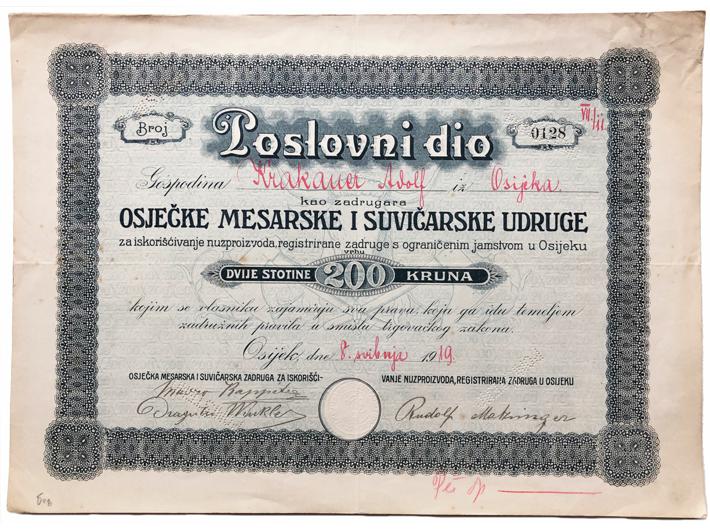 Poslovni dio
Broj
0128
VII/11
Gospodina Krakauer Adolf iz Osijeka.
kao zadrugara
OSJEČKE MESARSKE I SUVIČARSKE UDRUGE
za iskorišćivanje nuzproizvoda, registrirane zadruge s ograničenim jamstvom u Osijeku
vrhu
DVIJE STOTINE 200 KRUNA
kojim se vlasniku zajamčuju sva prava, koja ga idu temeljem
zadružnih pravila u smislu trgovačkog zakona.
Osijek, dne 8. svibnja 1919.
OSJEČKA MESARSKA I SUVIČARSKA ZADRUGA ZA ISKORIŠĆI- VANJE NUZPROIZVODA, REGISTRIRANA ZADRUGA U OSIJEKU
Dragutin Winkler
Rudolf